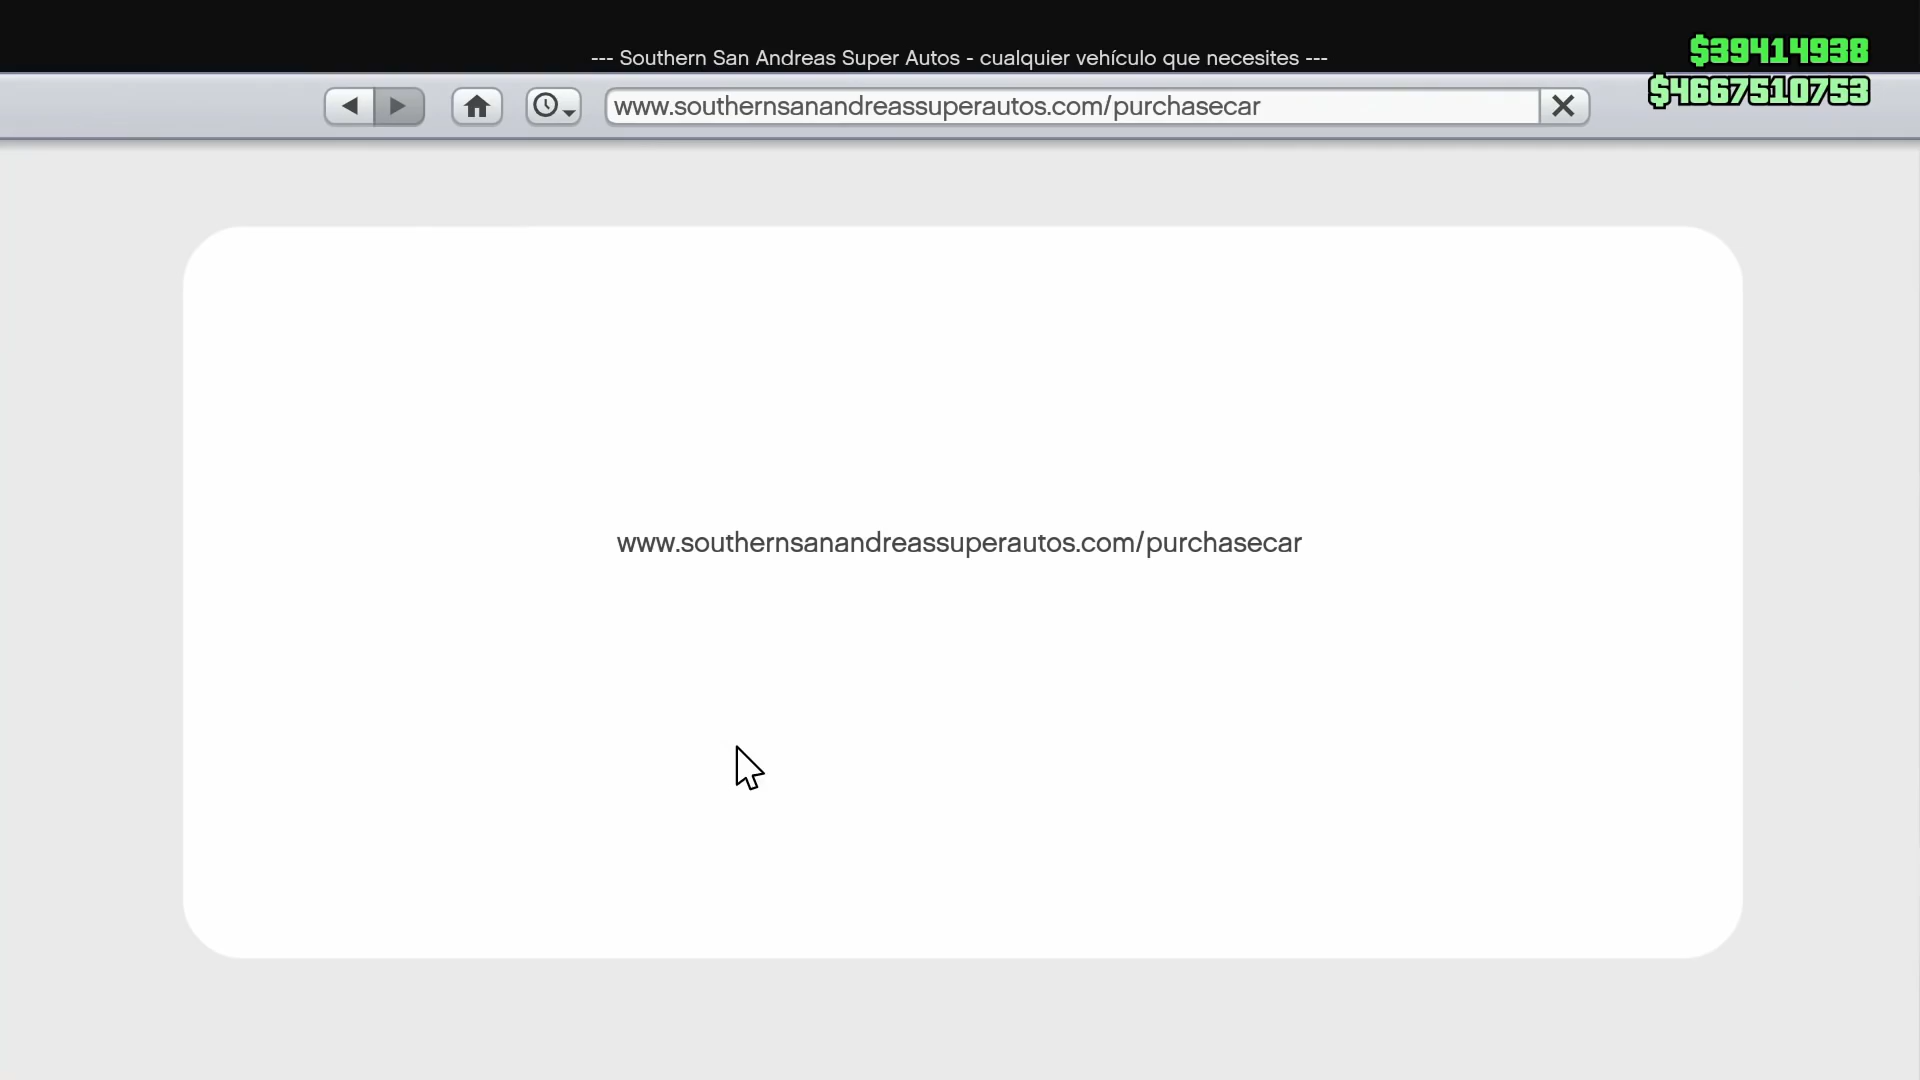 --- Southern San Andreas Super Autos - cualquier vehículo que necesites ---
$39414938
www.southernsanandreassuperautos.com/purchasecar
$4667510753
www.southernsanandreassuperautos.com/purchasecar